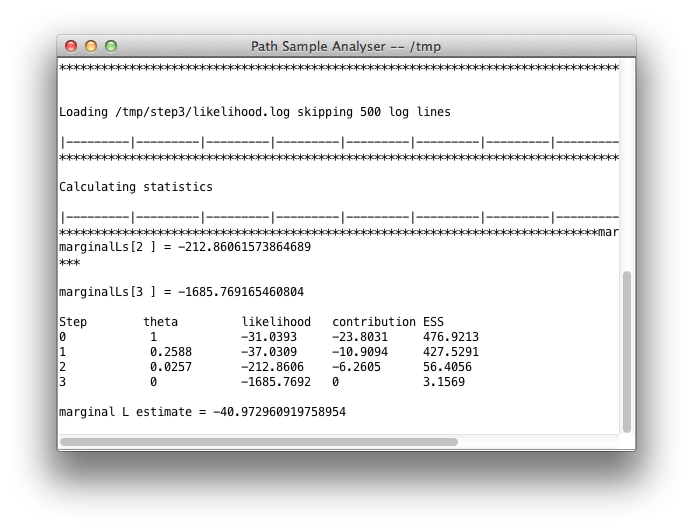 Path Sample Analyser -- /tmp
********************************************************************************
Loading /tmp/step3/likelihood.log skipping 500 log lines
|---------|---------|---------|---------|---------|---------|---------|---------
********************************************************************************
Calculating statistics
|---------|---------|---------|---------|---------|---------|---------|---------
*****************************************************************************mar
marginalLs[2 ] = -212.86061573864689
***
marginalLs[3 ] = -1685.769165460804
Step theta likelihood contribution ESS
0 1 -31.0393 -23.8031 476.9213
1 0.2588 -37.0309 -10.9094 427.5291
2 0.0257 -212.8606 -6.2605 56.4056
3 0 -1685.7692 0 3.1569
marginal L estimate = -40.972960919758954